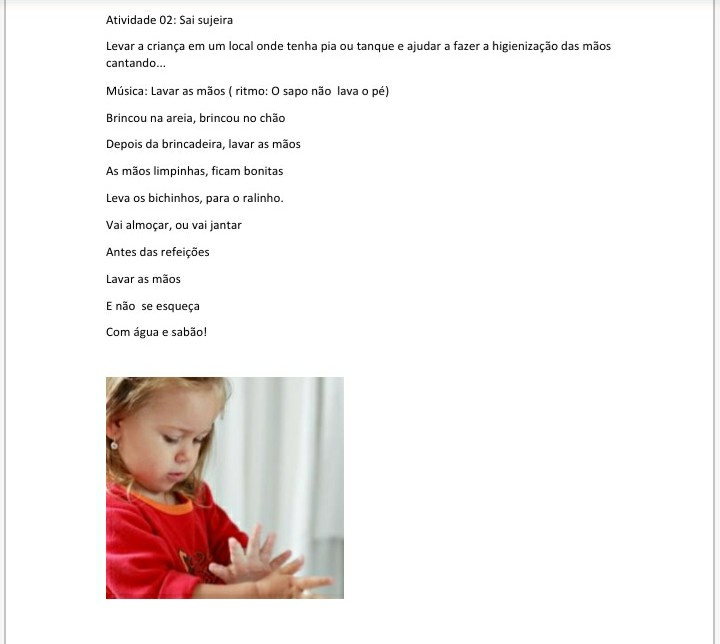 Atividade 02: Sai sujeira
Levar a criança em um local onde tenha pia ou tanque e ajudar a fazer a higienização das mãos
cantando...
Música: Lavar as mãos ( ritmo: O sapo não  lava o pé)
Brincou na areia, brincou no chão
Depois da brincadeira, lavar as mãos
As mãos limpinhas, ficam bonitas
Leva os bichinhos, para o ralinho.
Vai almoçar, ou vai jantar
Antes das refeições
Lavar as mãos
E não  se esqueça
Com água e sabão!